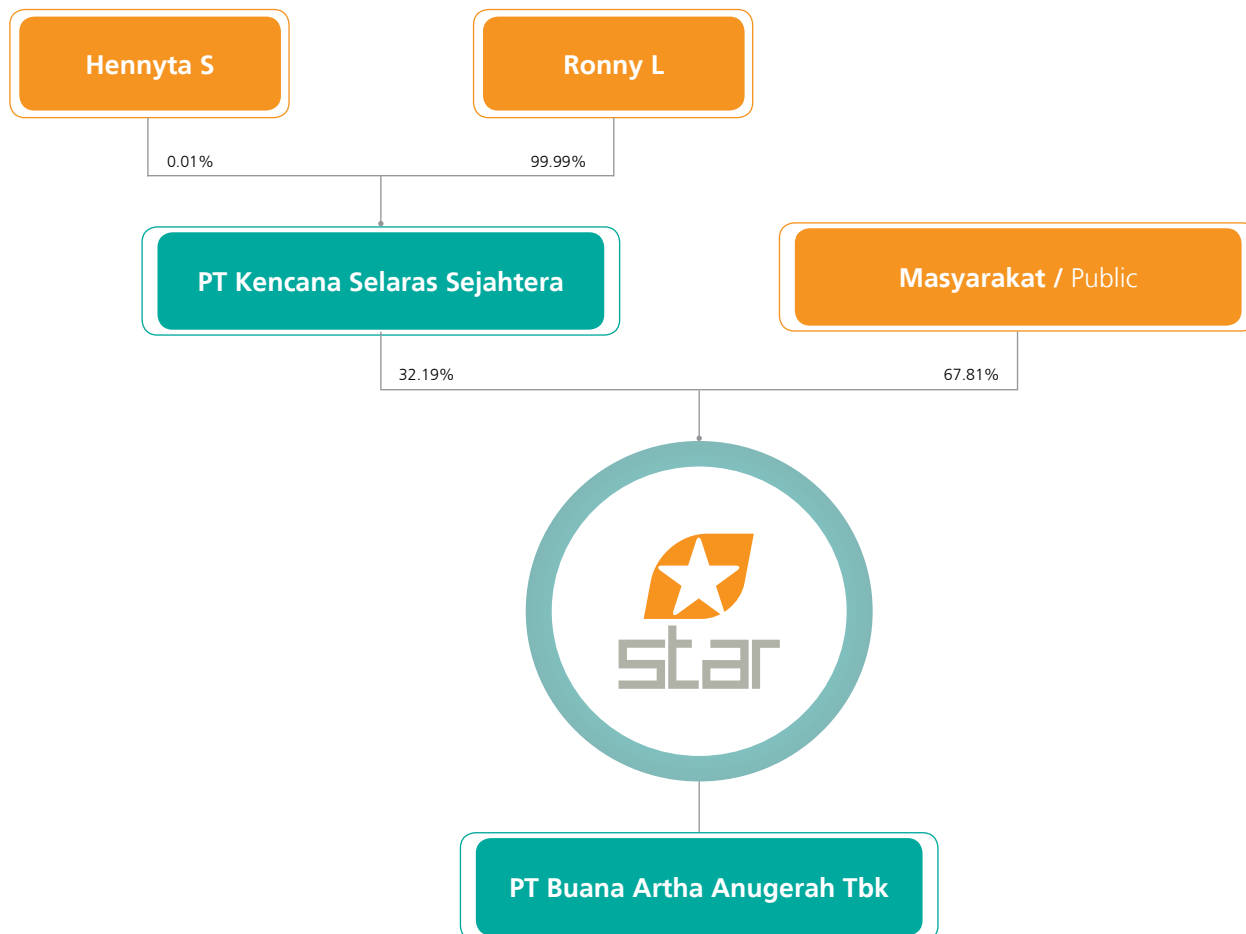 Hennyta S
Ronny L
0.01%
99.99%
PT Kencana Selaras Sejahtera
Masyarakat / Public
32.19%
67.81%
star
PT Buana Artha Anugerah Tbk